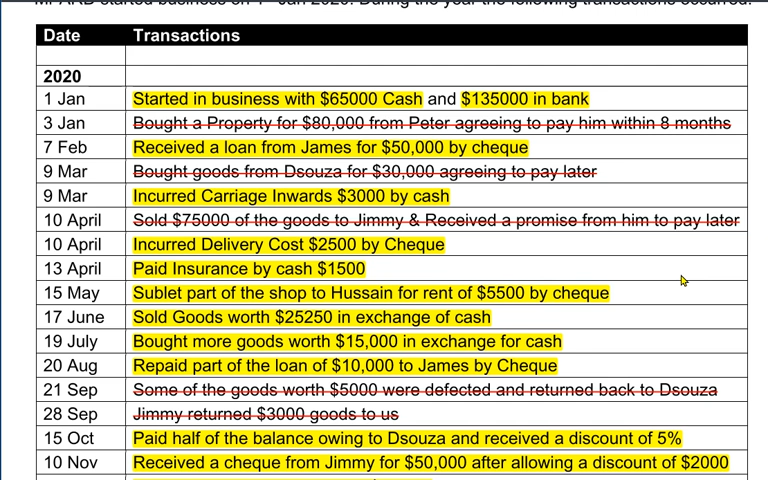 Date Transactions
2020
1 Jan Started in business with $65000 Cash and $135000 in bank
3 Jan Bought a Property for $80,000 from Peter agreeing to pay him within 8 months
7 Feb Received a loan from James for $50,000 by cheque
9 Mar Bought goods from Dsouza for $30,000 agreeing to pay later
9 Mar Incurred Carriage Inwards $3000 by cash
10 April Sold $75000 of the goods to Jimmy & Received a promise from him to pay later
10 April Incurred Delivery Cost $2500 by Cheque
13 April Paid Insurance by cash $1500
15 May Sublet part of the shop to Hussain for rent of $5500 by cheque
17 June Sold Goods worth $25250 in exchange of cash
19 July Bought more goods worth $15,000 in exchange for cash
20 Aug Repaid part of the loan of $10,000 to James by Cheque
21 Sep Some of the goods worth $5000 were defected and returned back to Dsouza
28 Sep Jimmy returned $3000 goods to us
15 Oct Paid half of the balance owing to Dsouza and received a discount of 5%
10 Nov Received a cheque from Jimmy for $50,000 after allowing a discount of $2000